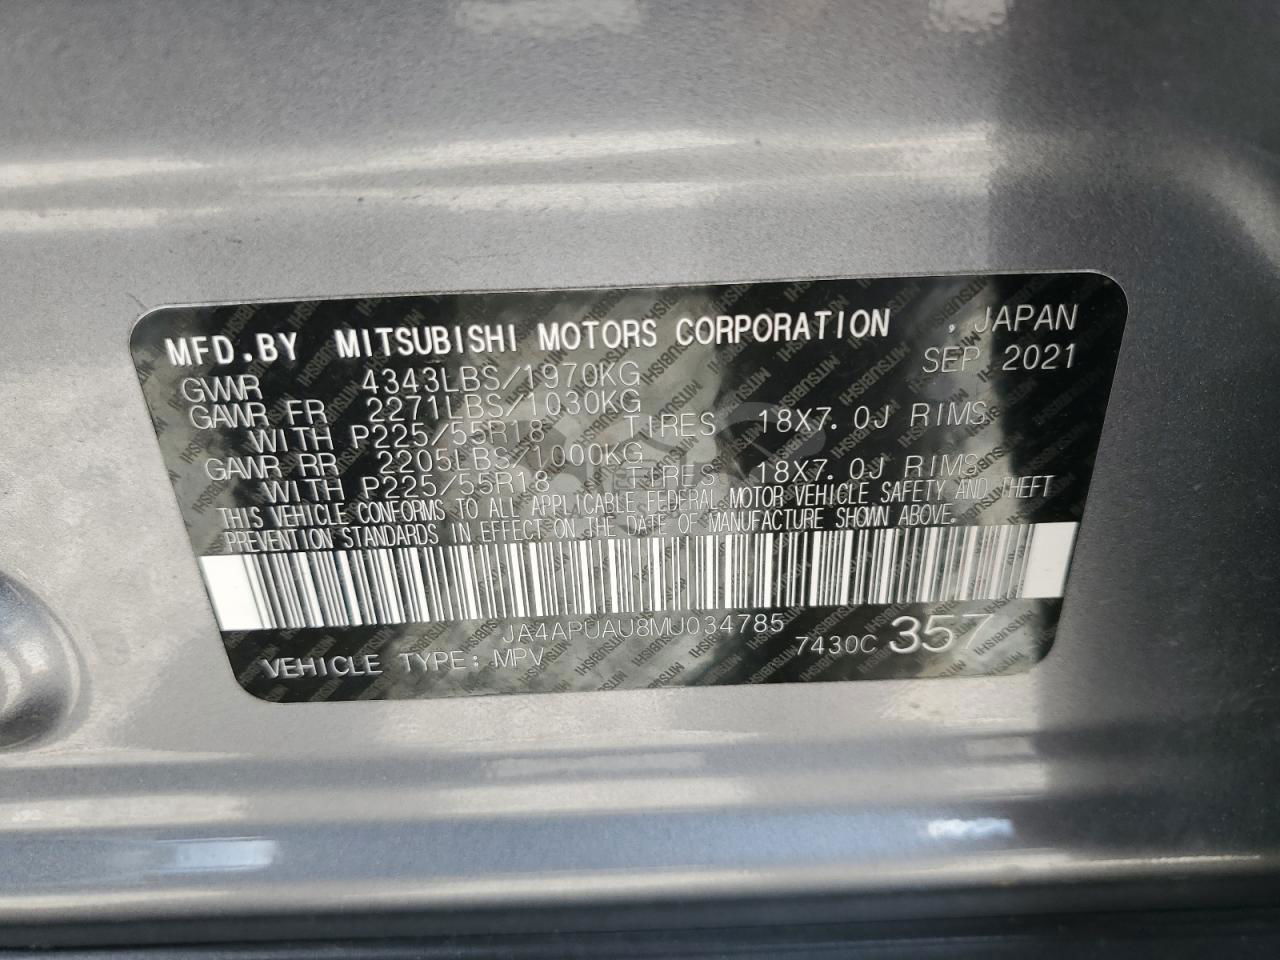 MFD.BY MITSUBISHI MOTORS CORPORATION , JAPAN
SEP 2021
GVWR 4343LBS/1970KG
GAWR FR 2271LBS/1030KG
WITH P225/55R18 TIRES 18X7.0J RIMS
GAWR RR 2205LBS/1000KG
WITH P225/55R18 TIRES 18X7.0J RIMS
THIS VEHICLE CONFORMS TO ALL APPLICABLE FEDERAL MOTOR VEHICLE SAFETY AND THEFT
PREVENTION STANDARDS IN EFFECT ON THE DATE OF MANUFACTURE SHOWN ABOVE.
JA4APUAU8MU034785
VEHICLE TYPE: MPV 7430C 357